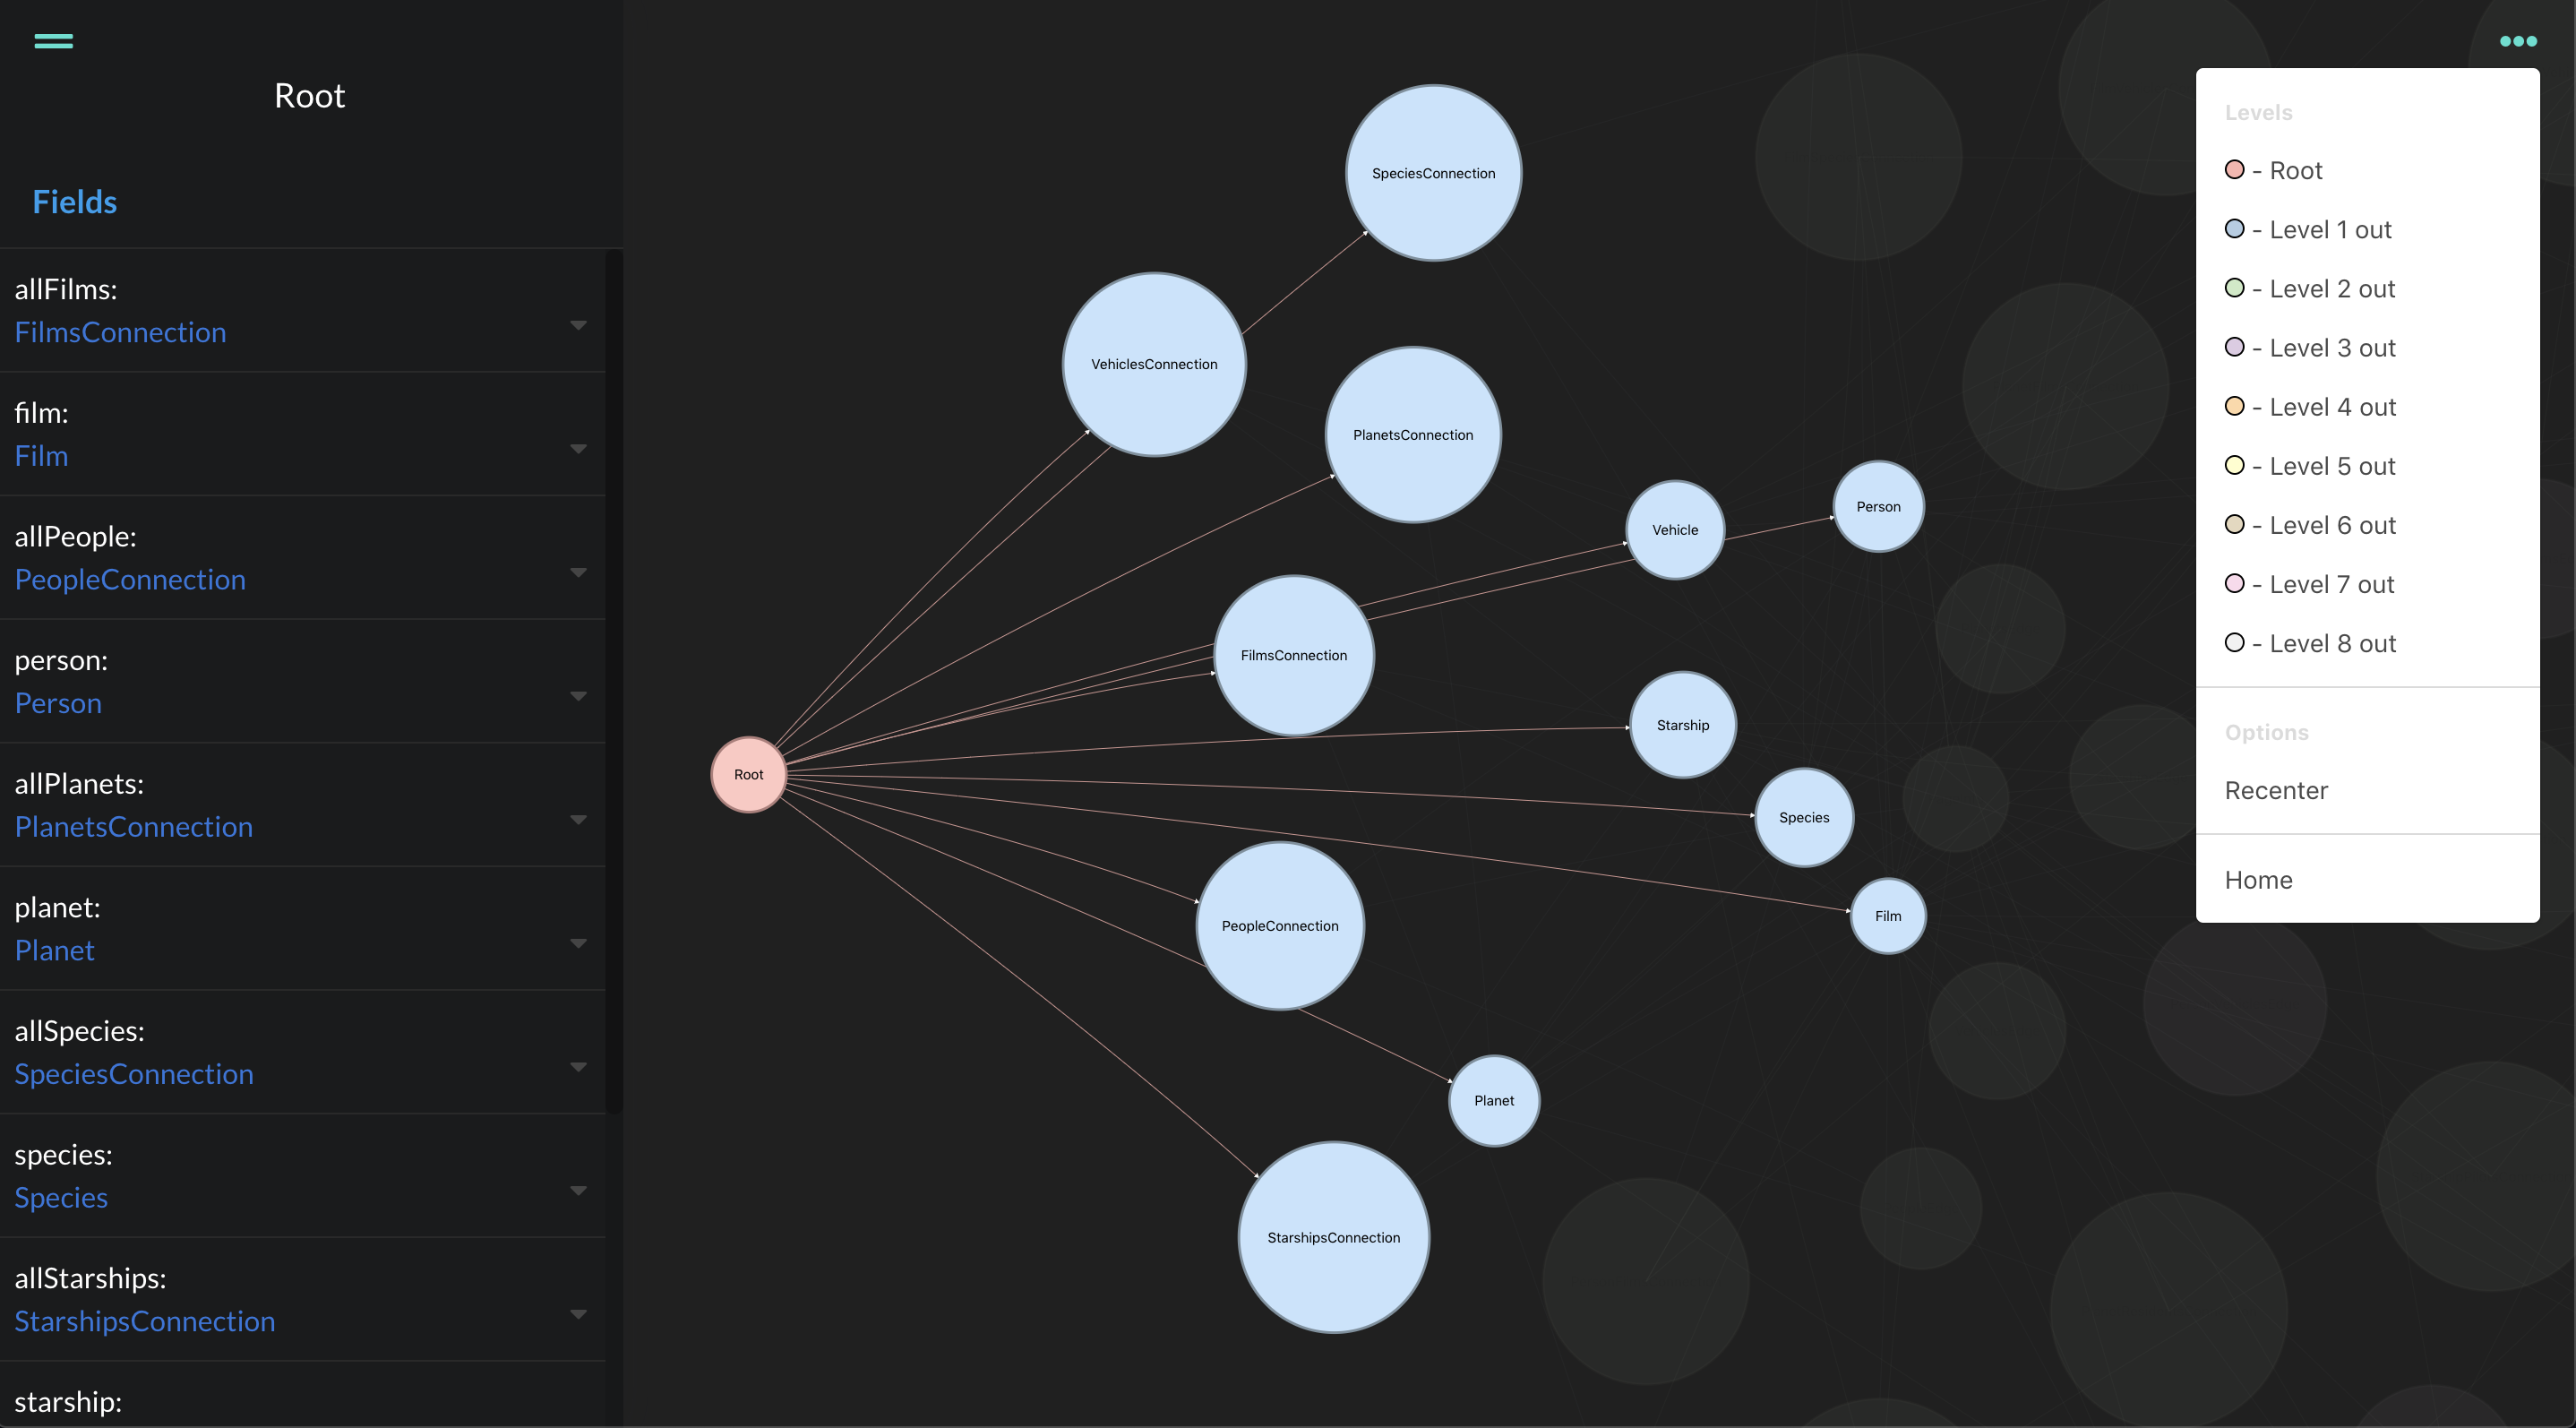 Root
Fields
allFilms:
FilmsConnection
film:
Film
allPeople:
PeopleConnection
person:
Person
allPlanets:
PlanetsConnection
planet:
Planet
allSpecies:
SpeciesConnection
species:
Species
allStarships:
StarshipsConnection
starship:
SpeciesConnection
VehiclesConnection
PlanetsConnection
Person
Vehicle
FilmsConnection
Starship
Root
Species
Film
PeopleConnection
Planet
StarshipsConnection
Levels
- Root
- Level 1 out
- Level 2 out
- Level 3 out
- Level 4 out
- Level 5 out
- Level 6 out
- Level 7 out
- Level 8 out
Options
Recenter
Home